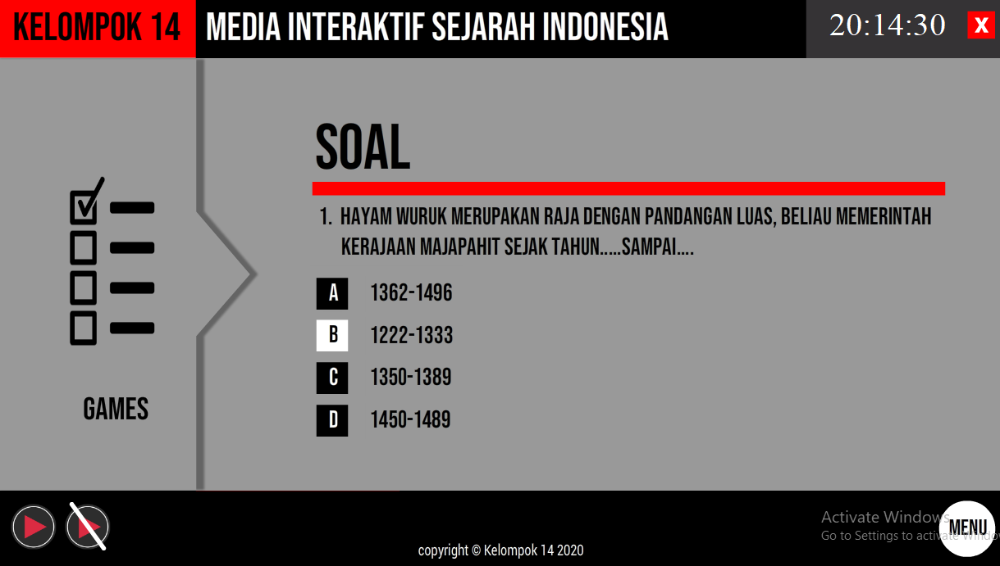 KELOMPOK 14
MEDIA INTERAKTIF SEJARAH INDONESIA
20:14:30
X
SOAL
1. HAYAM WURUK MERUPAKAN RAJA DENGAN PANDANGAN LUAS, BELIAU MEMERINTAH
KERAJAAN MAJAPAHIT SEJAK TAHUN.....SAMPAI....
A 1362-1496
B 1222-1333
C 1350-1389
D 1450-1489
GAMES
Activate Windows
Go to Settings to activate Windo
MENU
copyright © Kelompok 14 2020